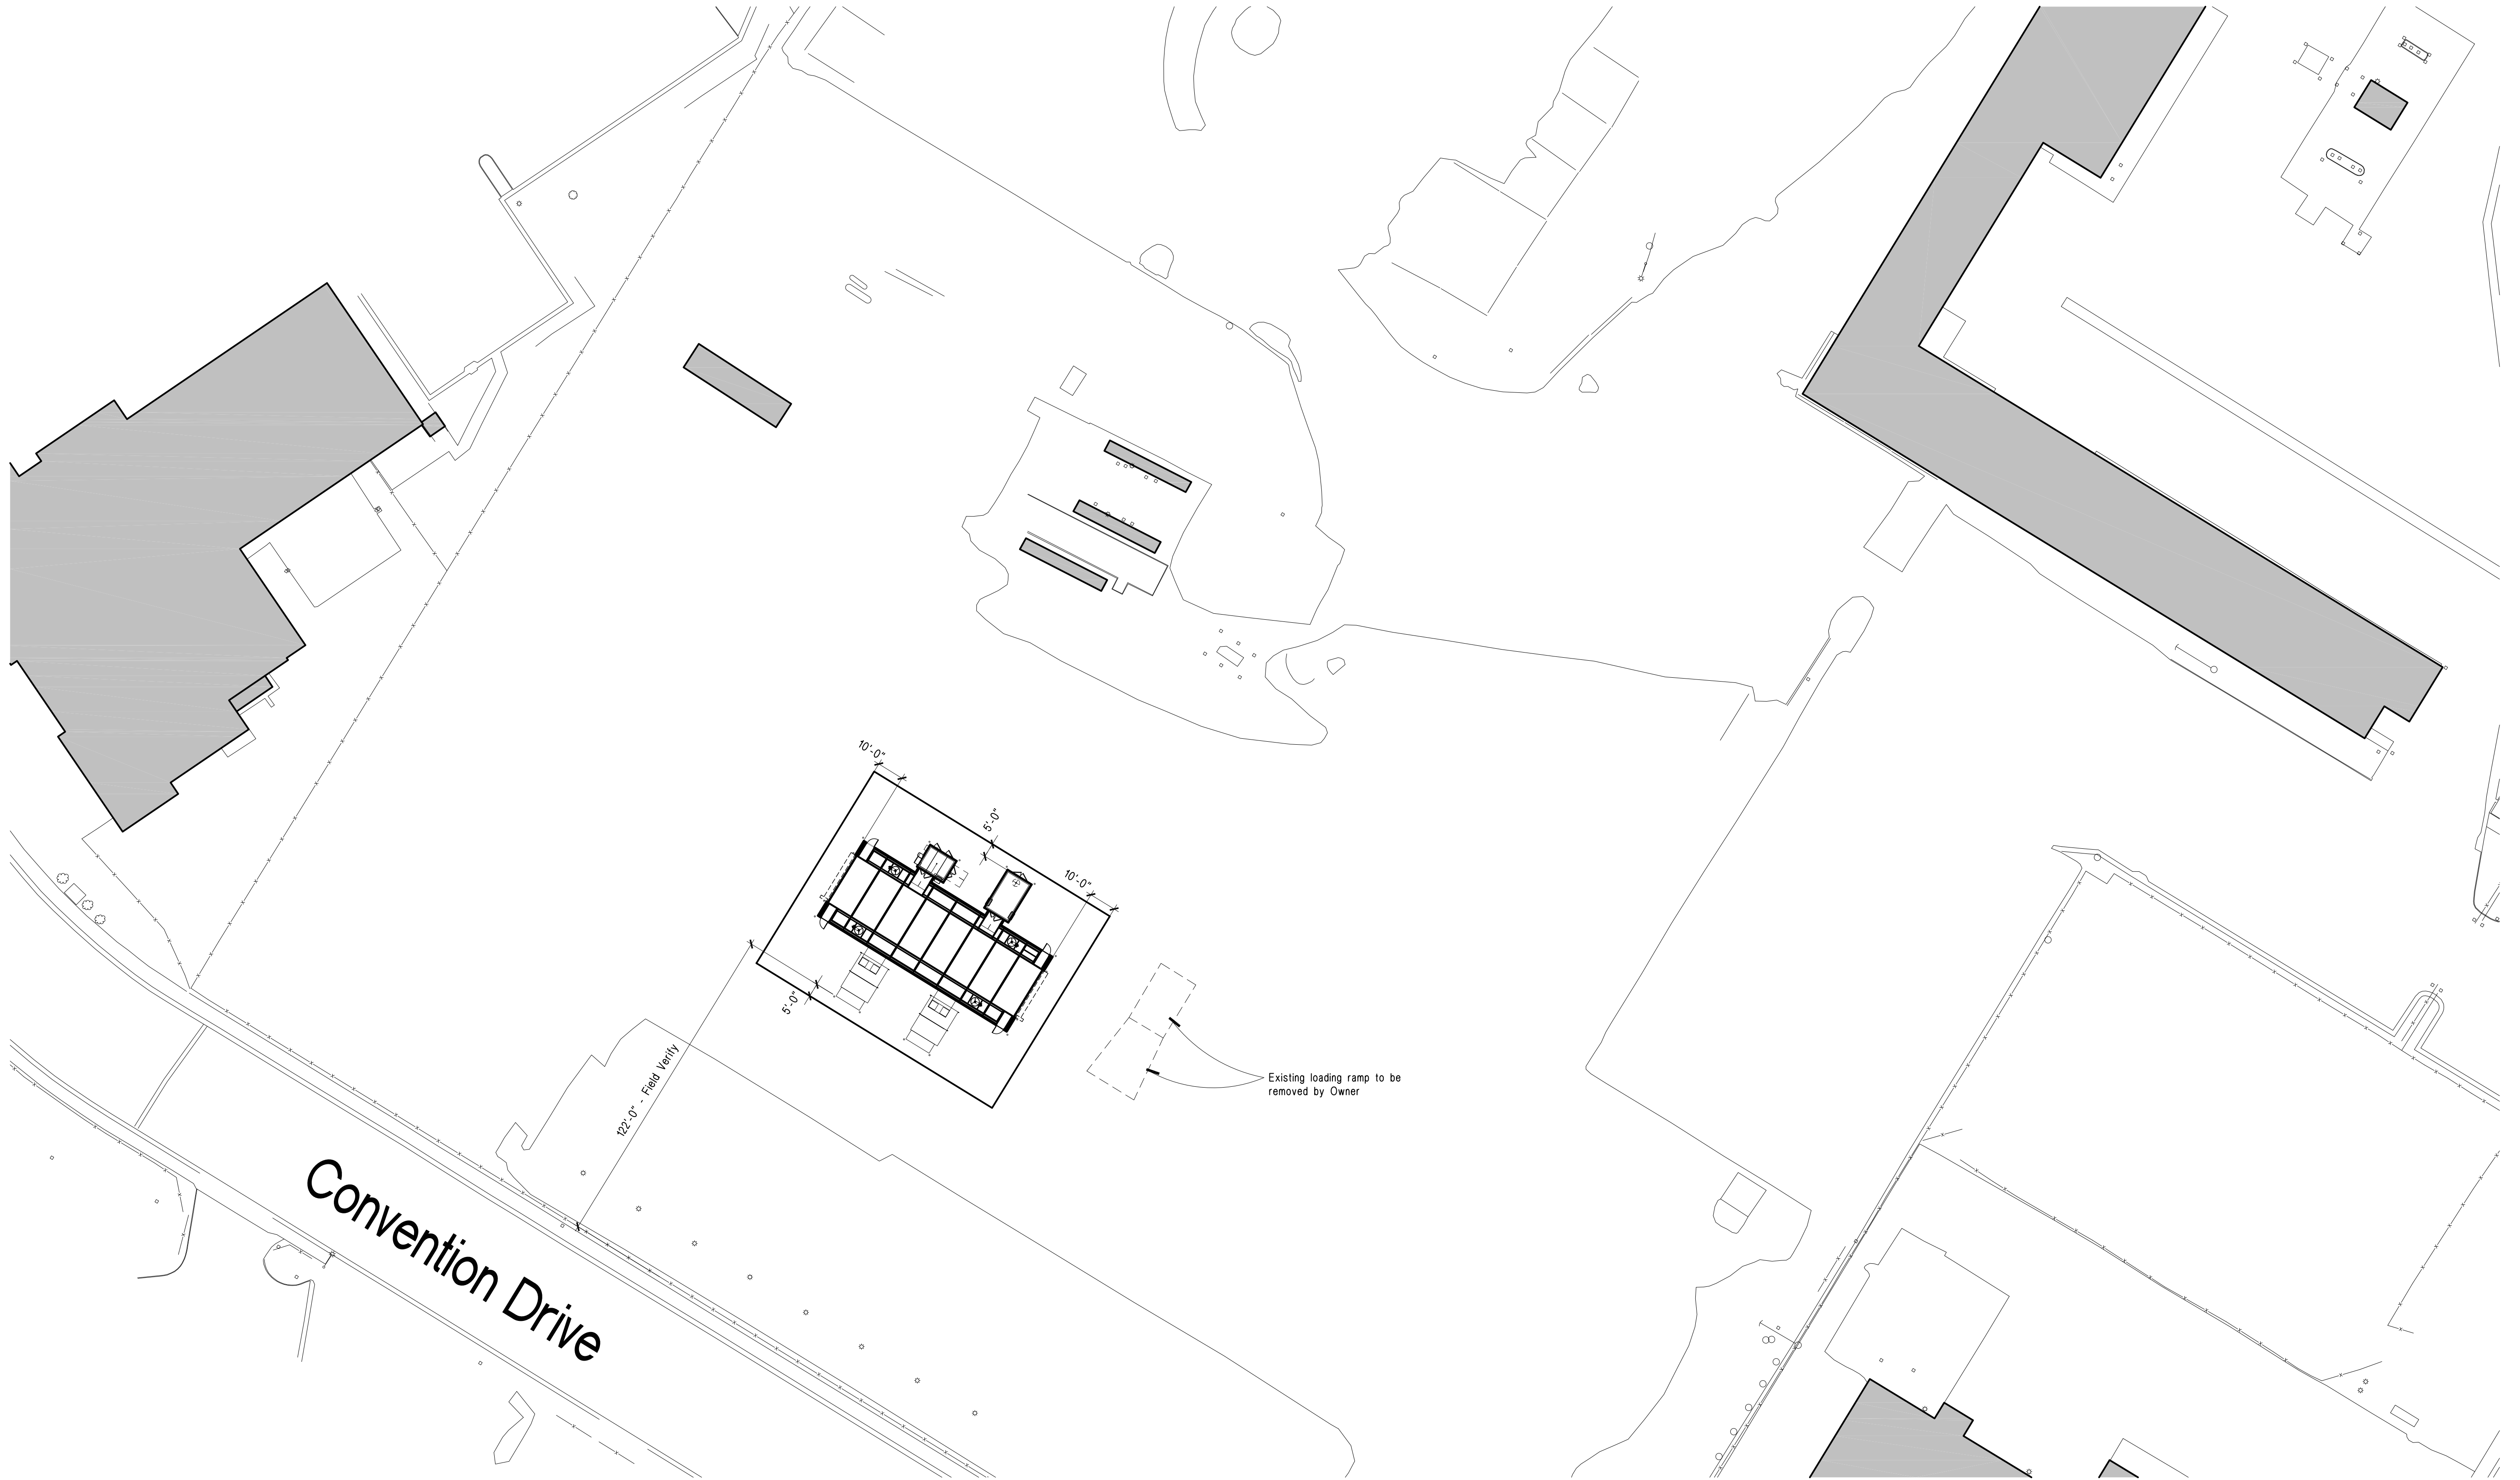 10'-0"
5'-0"
10'-0"
5'-0"
122'-0" - Field Verify
Existing loading ramp to be
removed by Owner
Convention Drive